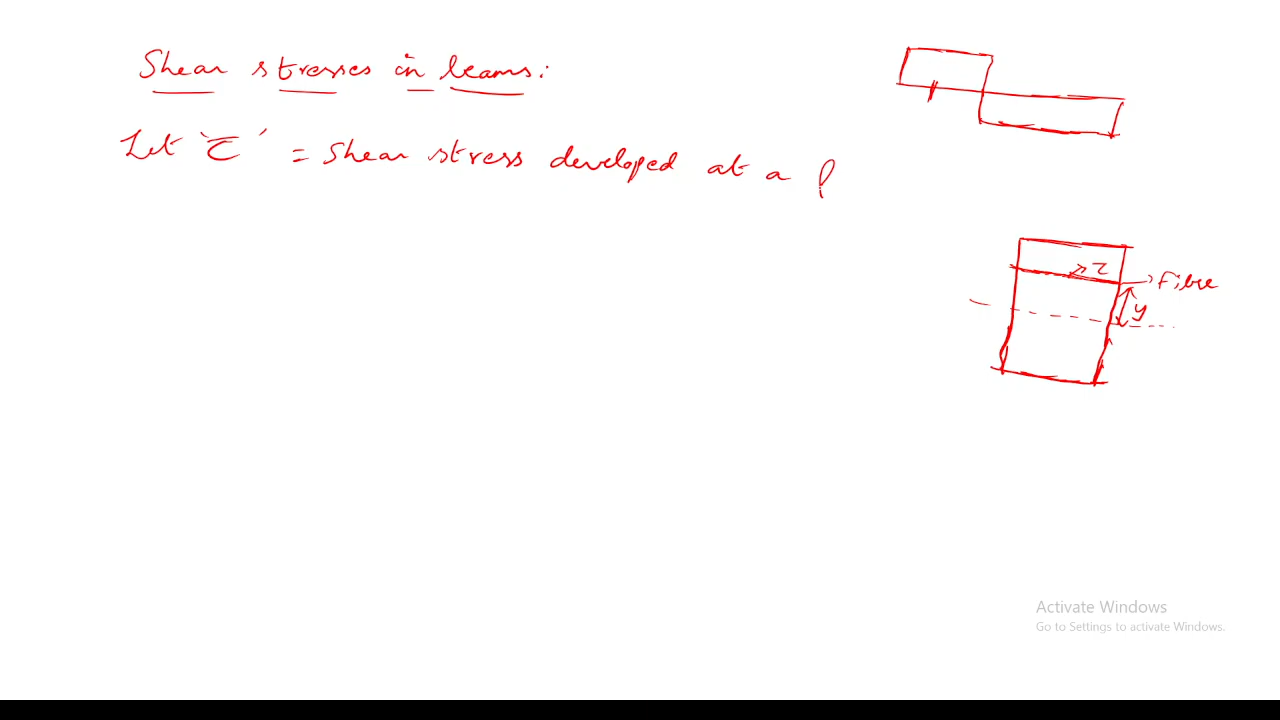 Shear stresses in beams:
Let 'τ' = Shear stress developed at a
τ
Fibre
y
Activate Windows
Go to Settings to activate Windows.